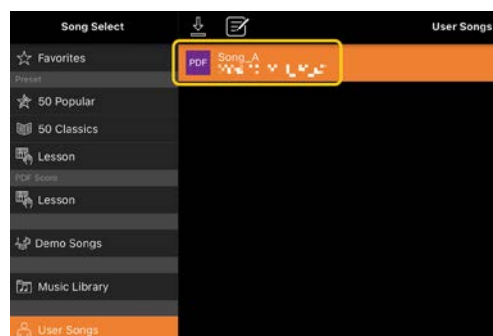 Song Select
User Songs
Favorites
Preset
50 Popular
50 Classics
Lesson
PDF Score
Lesson
Demo Songs
Music Library
User Songs
PDF
Song_A